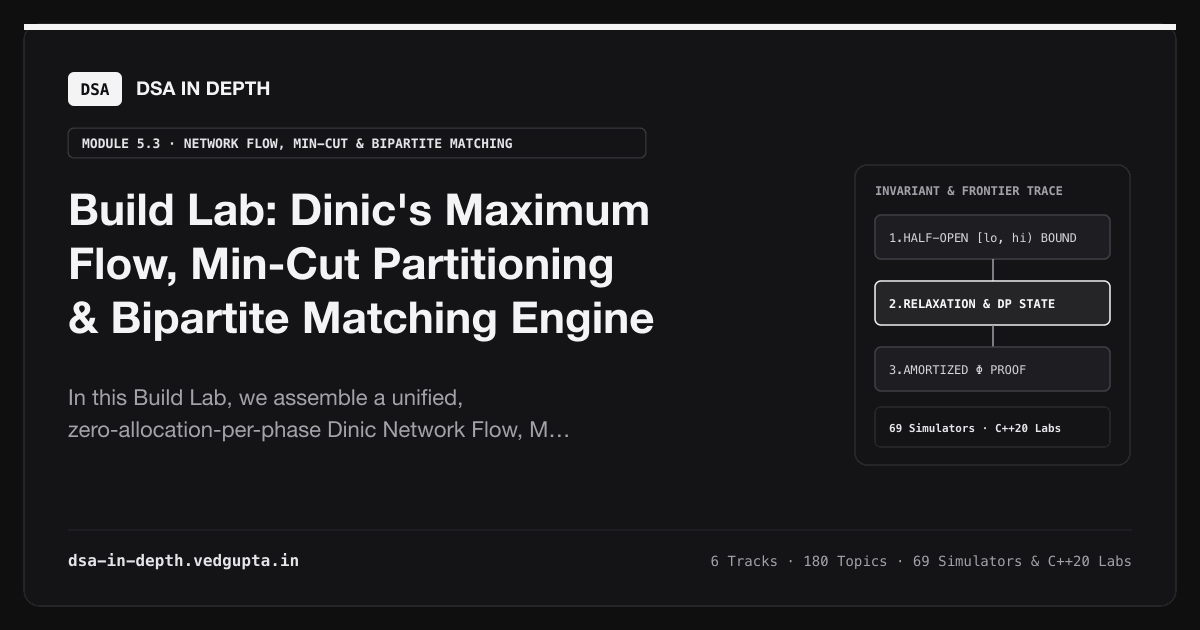 DSA
DSA IN DEPTH
MODULE 5.3 · NETWORK FLOW, MIN-CUT & BIPARTITE MATCHING
Build Lab: Dinic's Maximum
Flow, Min-Cut Partitioning
& Bipartite Matching Engine
In this Build Lab, we assemble a unified,
zero-allocation-per-phase Dinic Network Flow, M...
INVARIANT & FRONTIER TRACE
1.HALF-OPEN [lo, hi) BOUND
2.RELAXATION & DP STATE
3.AMORTIZED Φ PROOF
69 Simulators · C++20 Labs
dsa-in-depth.vedgupta.in
6 Tracks · 180 Topics · 69 Simulators & C++20 Labs